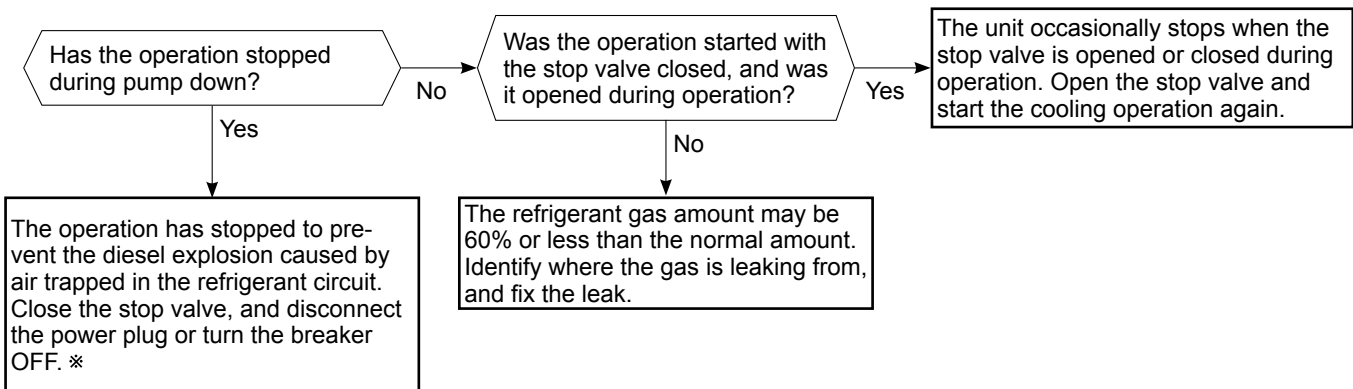 Has the operation stopped
during pump down?
No
Yes
Was the operation started with
the stop valve closed, and was
it opened during operation?
Yes
No
The unit occasionally stops when the
stop valve is opened or closed during
operation. Open the stop valve and
start the cooling operation again.
The operation has stopped to pre-
vent the diesel explosion caused by
air trapped in the refrigerant circuit.
Close the stop valve, and disconnect
the power plug or turn the breaker
OFF. ※
The refrigerant gas amount may be
60% or less than the normal amount.
Identify where the gas is leaking from,
and fix the leak.